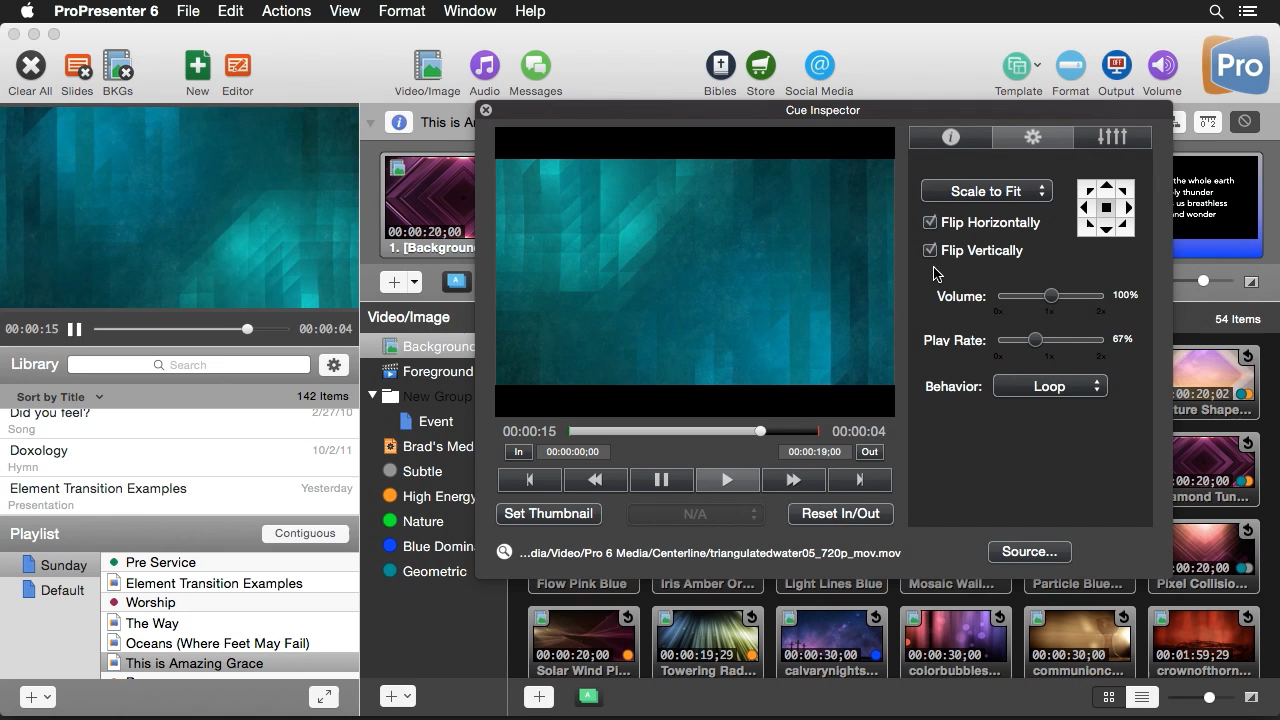 ProPresenter 6 File Edit Actions View Format Window Help
Clear All Slides BKGs New Editor Video/Image Audio Messages Bibles Store Social Media Template Format Output Volume
Pro
Cue Inspector
This is A
00:00:20;00
1. [Backgroun
the whole earth
ly thunder
us breathless
nd wonder
Scale to Fit
Flip Horizontally
Flip Vertically
Volume: 100%
0x 1x 2x
Play Rate: 67%
0x 1x 2x
Behavior: Loop
00:00:15 00:00:04
In 00:00:00;00 00:00:19;00 Out
Set Thumbnail N/A Reset In/Out
...dia/Video/Pro 6 Media/Centerline/triangulatedwater05_720p_mov.mov Source...
00:00:15 00:00:04
Library Search
Sort by Title 142 Items
Did you feel? 2/27/10
Song
Doxology 10/2/11
Hymn
Element Transition Examples Yesterday
Presentation
Playlist Contiguous
Sunday
Default
Pre Service
Element Transition Examples
Worship
The Way
Oceans (Where Feet May Fail)
This is Amazing Grace
Video/Image 54 Items
Background
Foreground
New Group
Event
Brad's Med
Subtle
High Energy
Nature
Blue Domin
Geometric
00:20;02
ture Shape...
00:20;00
amond Tun...
00:20;00
Flow Pink Blue Iris Amber Or... Light Lines Blue Mosaic Wall... Particle Blue... Pixel Collisio...
00:00:20;00 00:00:19;29 00:00:30;00 00:00:30;00 00:00:30;00 00:01:59;29
Solar Wind Pi... Towering Rad... calvarynights... colorbubbles... communionc... crownofthorn...